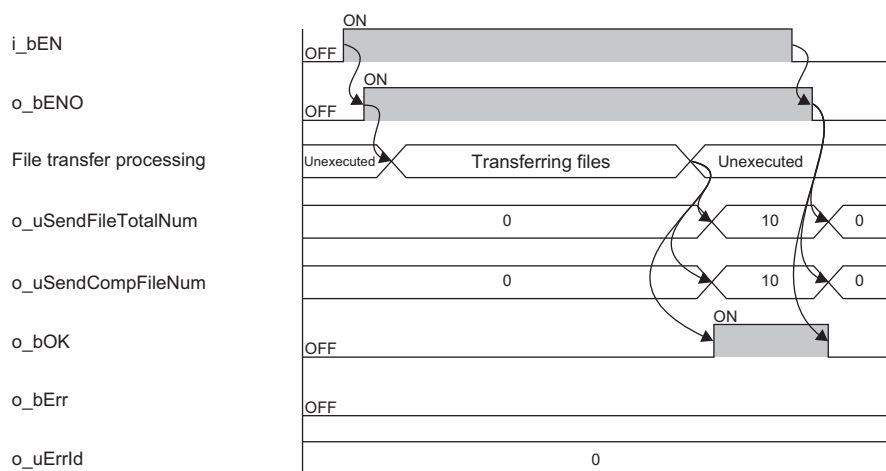 ON
i_bEN
OFF
ON
o_bENO
OFF
File transfer processing
Unexecuted
Transferring files
Unexecuted
o_uSendFileTotalNum
0
10
0
o_uSendCompFileNum
0
10
0
ON
o_bOK
OFF
o_bErr
OFF
o_uErrId
0